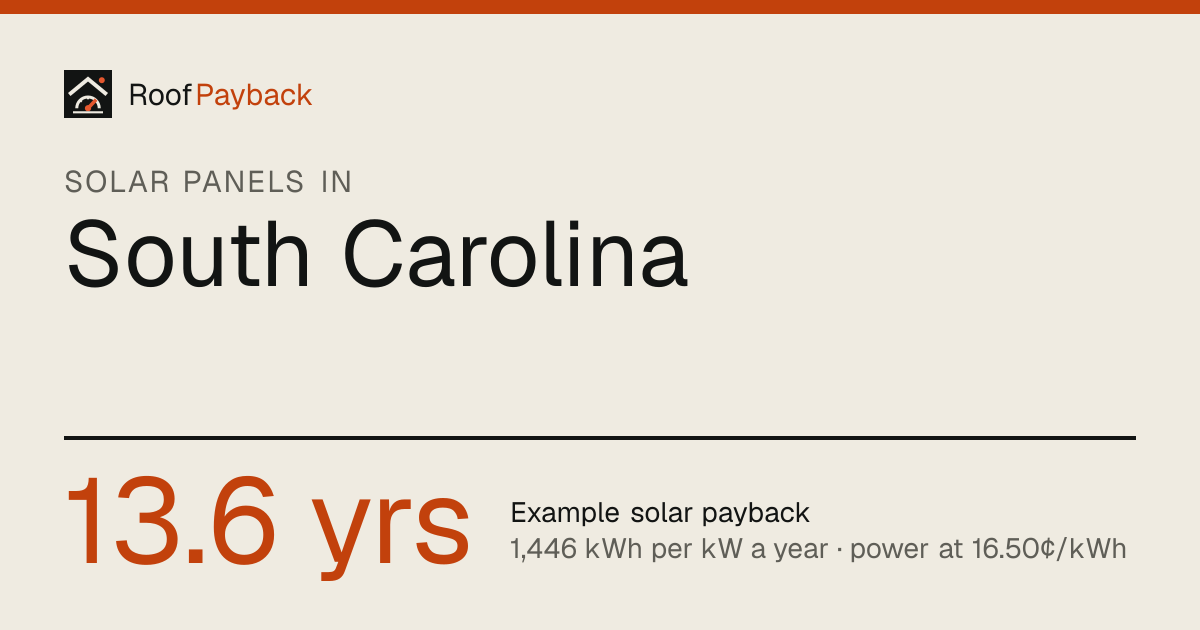 RoofPayback
SOLAR PANELS IN
South Carolina
13.6 yrs
Example solar payback
1,446 kWh per kW a year · power at 16.50¢/kWh